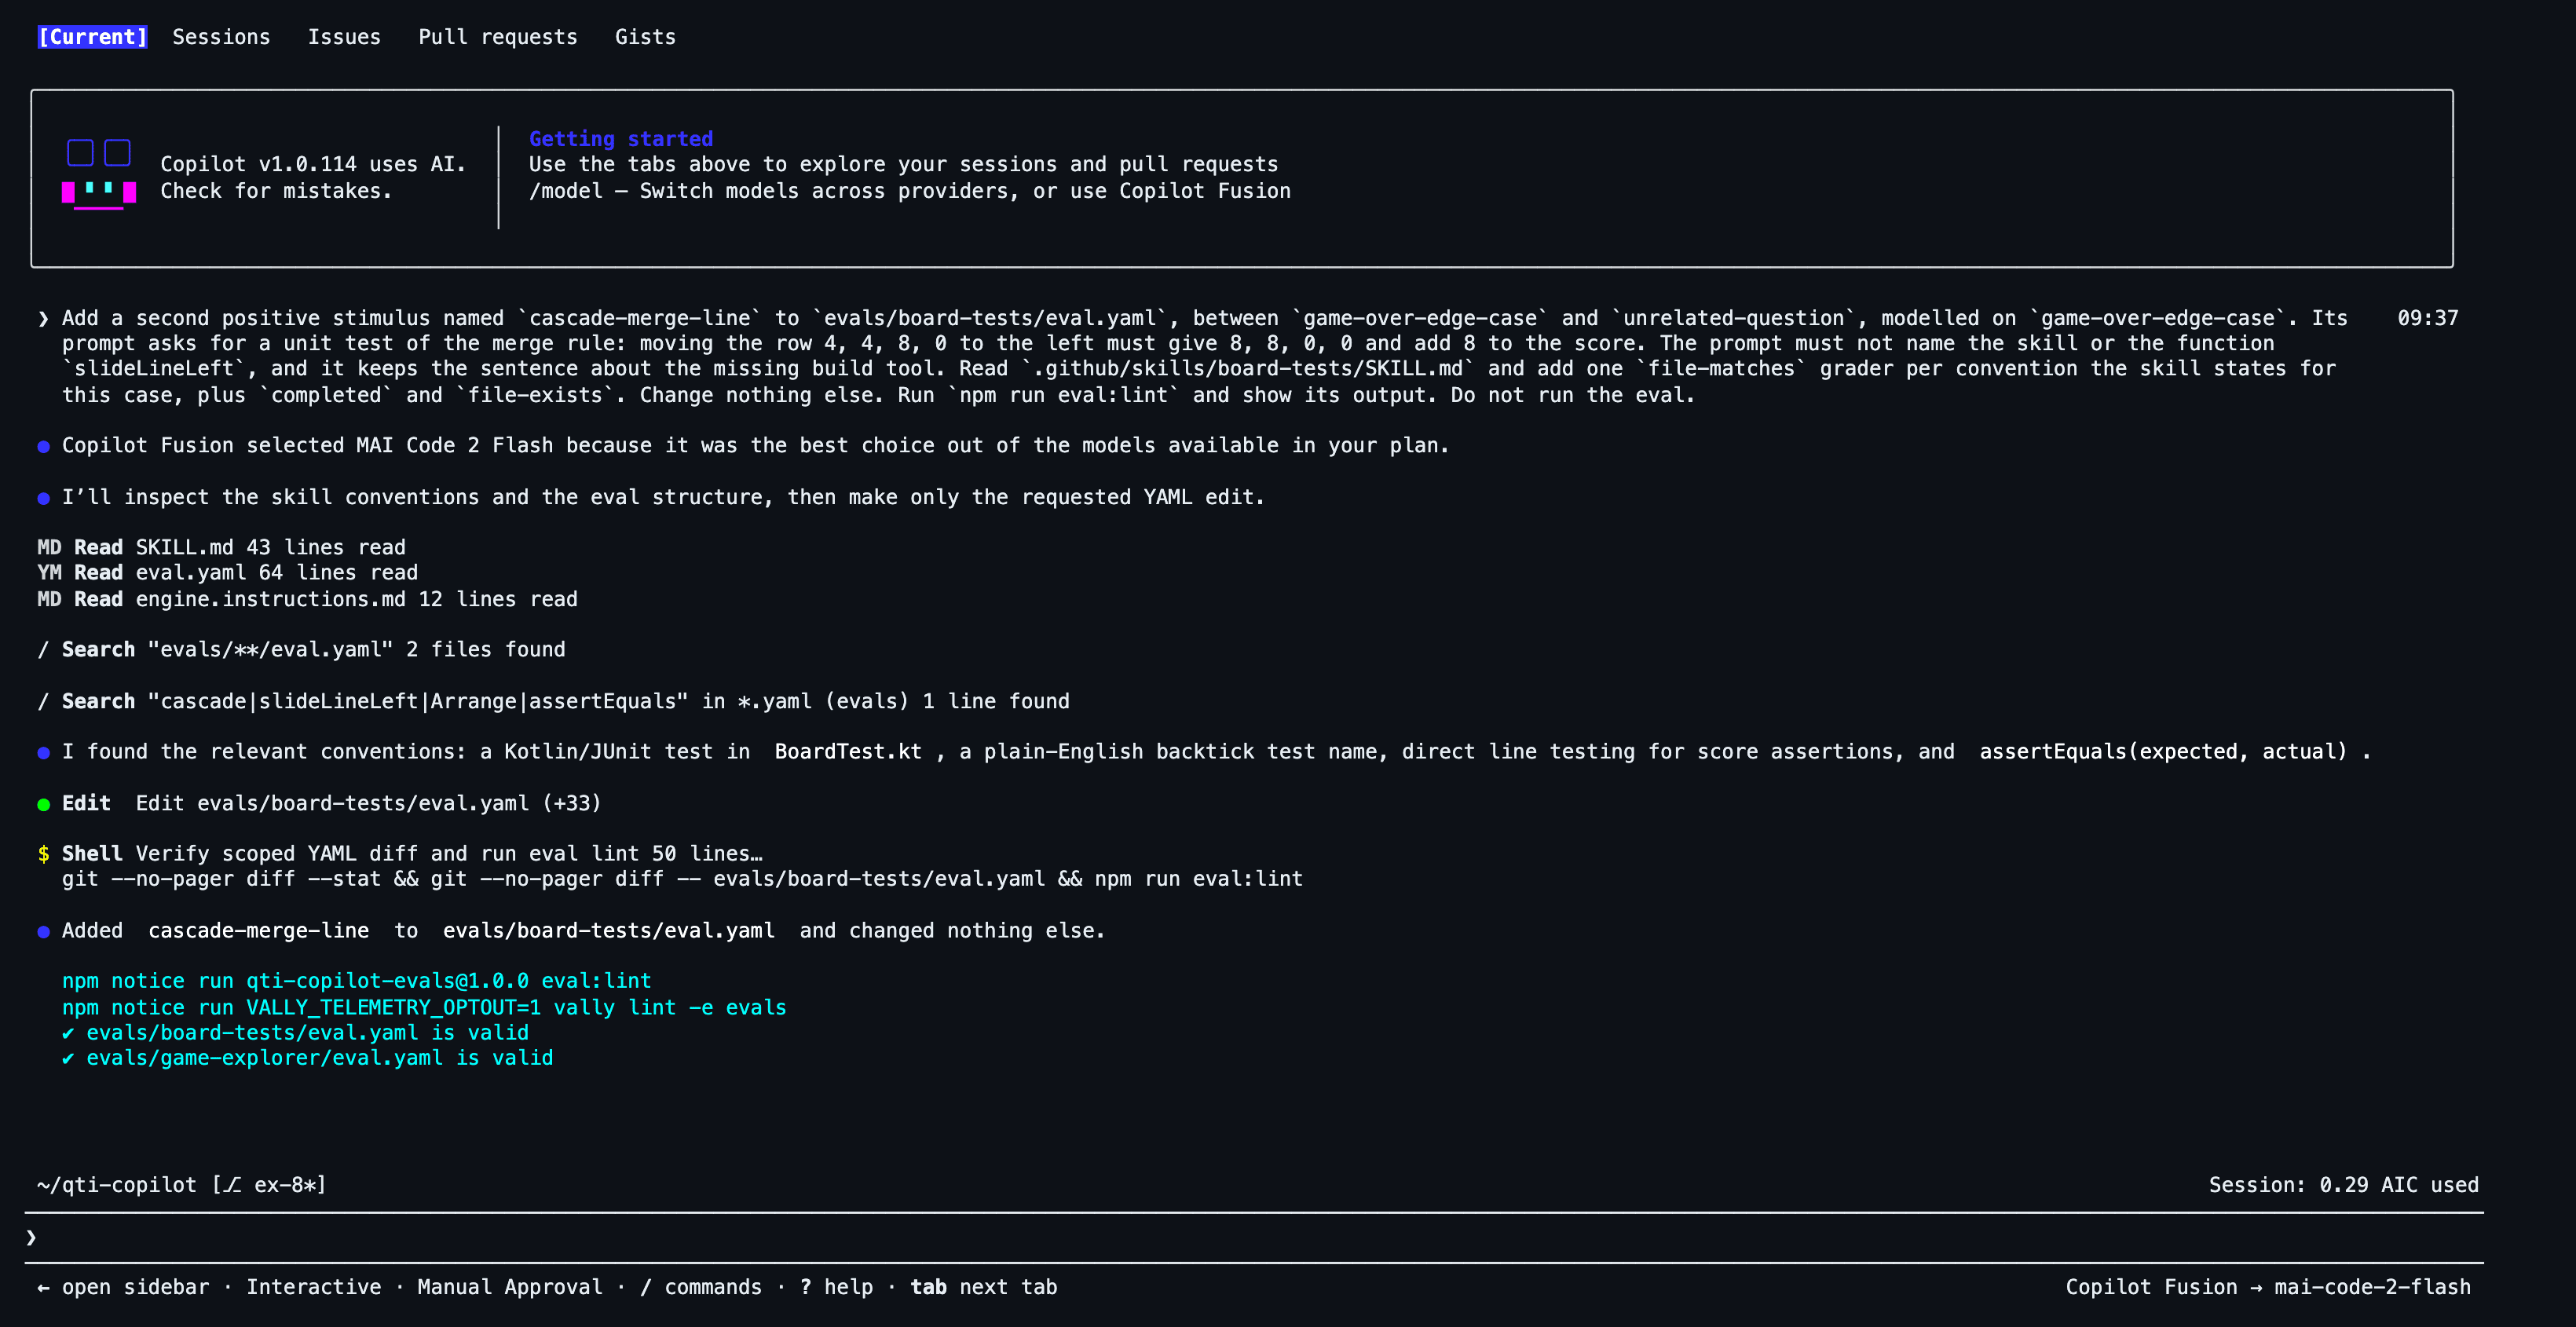 [Current] Sessions Issues Pull requests Gists
Getting started
Copilot v1.0.114 uses AI. Use the tabs above to explore your sessions and pull requests
Check for mistakes. /model — Switch models across providers, or use Copilot Fusion
❯ Add a second positive stimulus named `cascade-merge-line` to `evals/board-tests/eval.yaml`, between `game-over-edge-case` and `unrelated-question`, modelled on `game-over-edge-case`. Its 09:37
prompt asks for a unit test of the merge rule: moving the row 4, 4, 8, 0 to the left must give 8, 8, 0, 0 and add 8 to the score. The prompt must not name the skill or the function
`slideLineLeft`, and it keeps the sentence about the missing build tool. Read `.github/skills/board-tests/SKILL.md` and add one `file-matches` grader per convention the skill states for
this case, plus `completed` and `file-exists`. Change nothing else. Run `npm run eval:lint` and show its output. Do not run the eval.
● Copilot Fusion selected MAI Code 2 Flash because it was the best choice out of the models available in your plan.
● I’ll inspect the skill conventions and the eval structure, then make only the requested YAML edit.
MD Read SKILL.md 43 lines read
YM Read eval.yaml 64 lines read
MD Read engine.instructions.md 12 lines read
/ Search "evals/**/eval.yaml" 2 files found
/ Search "cascade|slideLineLeft|Arrange|assertEquals" in *.yaml (evals) 1 line found
● I found the relevant conventions: a Kotlin/JUnit test in BoardTest.kt , a plain-English backtick test name, direct line testing for score assertions, and assertEquals(expected, actual) .
● Edit Edit evals/board-tests/eval.yaml (+33)
$ Shell Verify scoped YAML diff and run eval lint 50 lines…
git --no-pager diff --stat && git --no-pager diff -- evals/board-tests/eval.yaml && npm run eval:lint
● Added cascade-merge-line to evals/board-tests/eval.yaml and changed nothing else.
npm notice run qti-copilot-evals@1.0.0 eval:lint
npm notice run VALLY_TELEMETRY_OPTOUT=1 vally lint -e evals
✔ evals/board-tests/eval.yaml is valid
✔ evals/game-explorer/eval.yaml is valid
~/qti-copilot [⎇ ex-8*] Session: 0.29 AIC used
❯
← open sidebar · Interactive · Manual Approval · / commands · ? help · tab next tab Copilot Fusion → mai-code-2-flash